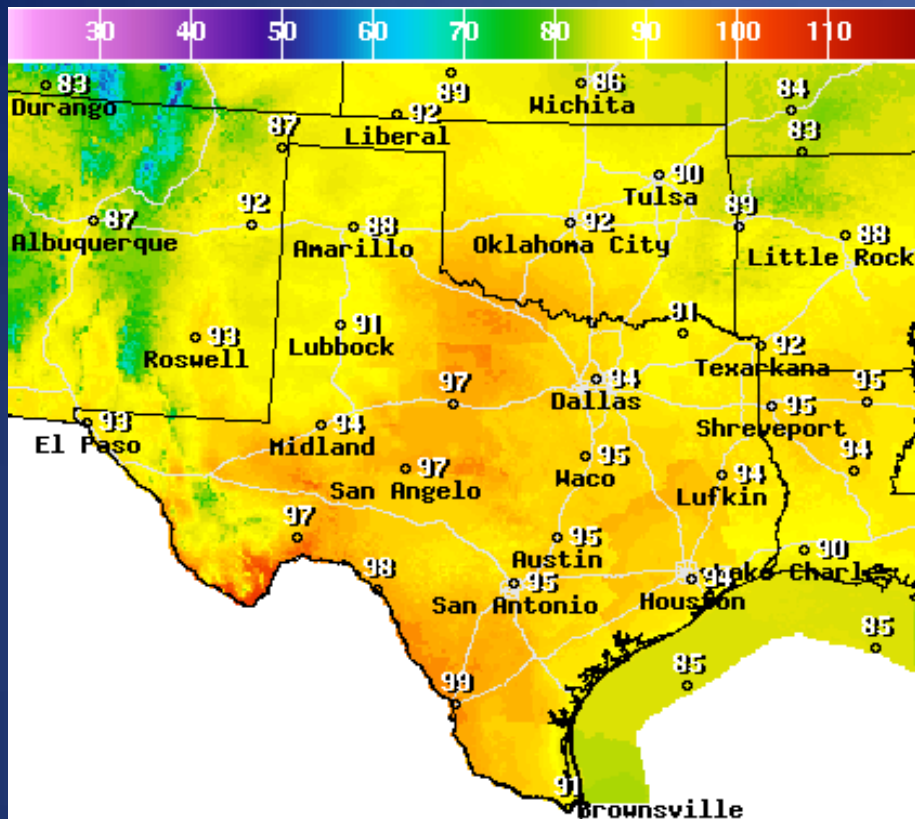 30 40 50 60 70 80 90 100 110
83
Durango
89
86
Wichita
84
92
Liberal
87
83
90
Tulsa
87
Albuquerque
92
88
Amarillo
92
Oklahoma City
89
88
Little Rock
93
Roswell
91
Lubbock
91
92
Texarkana
97
94
Dallas
95
95
Shreveport
93
El Paso
94
Midland
97
San Angelo
95
Waco
94
Lufkin
94
97
95
Austin
90
Lake Charles
98
95
San Antonio
94
Houston
85
85
99
91
Brownsville